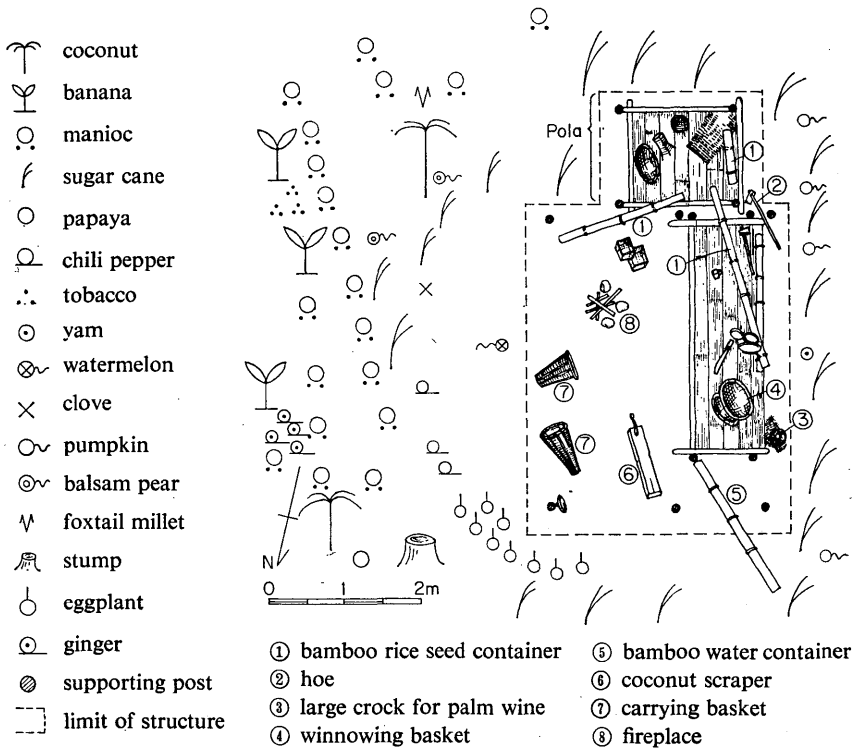 coconut
banana
manioc
sugar cane
papaya
chili pepper
tobacco
yam
watermelon
clove
pumpkin
balsam pear
foxtail millet
stump
eggplant
ginger
supporting post
limit of structure
Pola
①
②
①
①
⑧
⑦
④
③
⑦
⑥
⑤
N
0 1 2m
① bamboo rice seed container
② hoe
③ large crock for palm wine
④ winnowing basket
⑤ bamboo water container
⑥ coconut scraper
⑦ carrying basket
⑧ fireplace